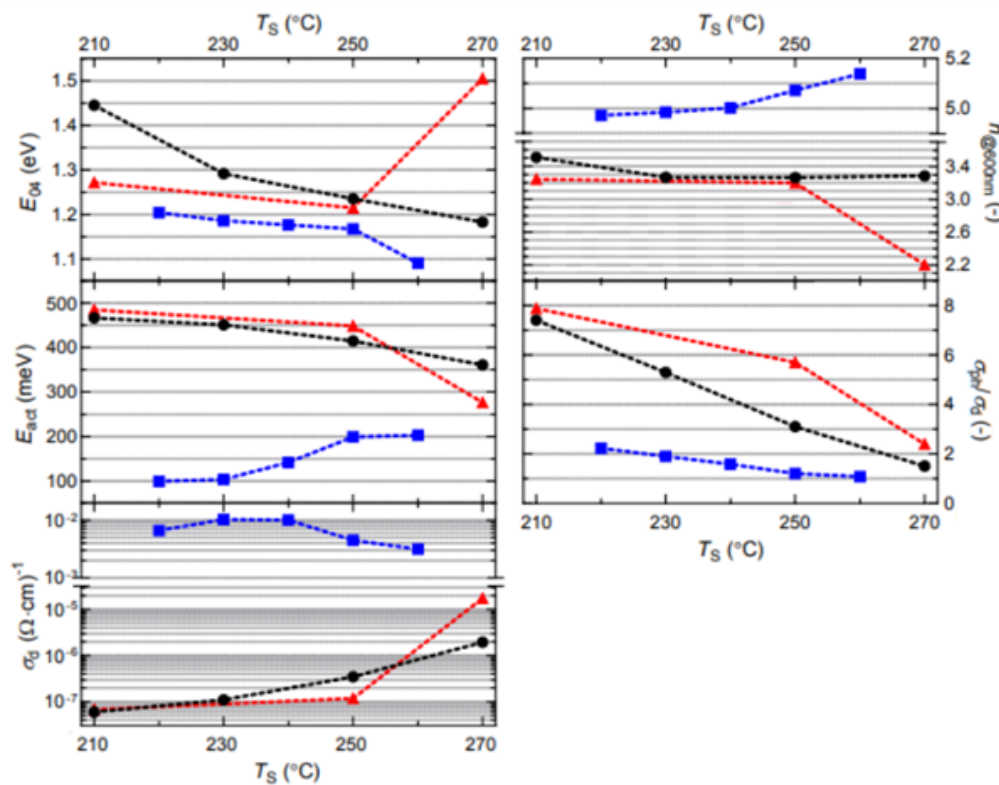 T_S (°C) T_S (°C)
210 230 250 270 210 230 250 270
E_04 (eV)
1.5
1.4
1.3
1.2
1.1
n_@600nm (-)
5.2
5.0
3.4
3.0
2.6
2.2
E_act (meV)
500
400
300
200
100
σ_ph/σ_d (-)
8
6
4
2
0
210 230 250 270
T_S (°C)
σ_d (Ω·cm)⁻¹
10⁻²
10⁻³
10⁻⁵
10⁻⁶
10⁻⁷
210 230 250 270
T_S (°C)